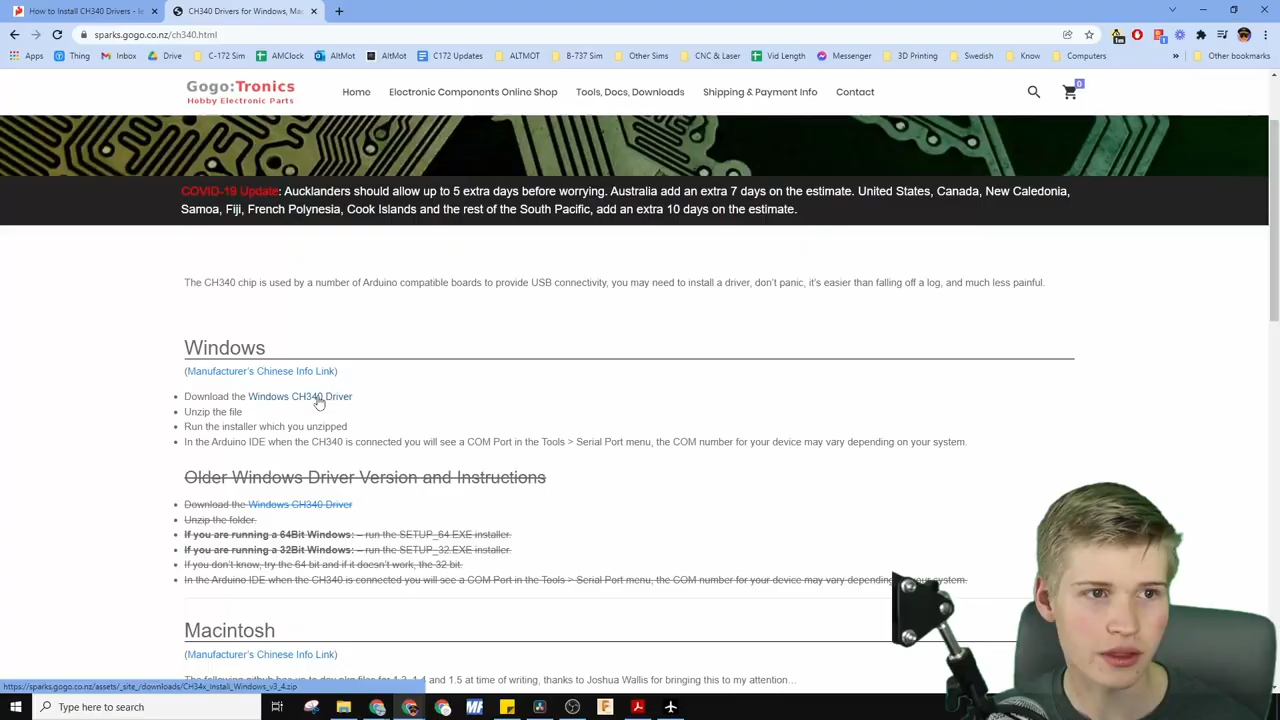 How to Install CH340 Drivers - le
CH340 Drivers for Windows, Mac
sparks.gogo.co.nz/ch340.html
Apps
Thing
Inbox
Drive
C-172 Sim
AMClock
AltMot
AltMot
C172 Updates
ALTMOT
B-737 Sim
Other Sims
CNC & Laser
Vid Length
Messenger
3D Printing
Swedish
Know
Computers
»
Other bookmarks
Gogo:Tronics
Hobby Electronic Parts
Home
Electronic Components Online Shop
Tools, Docs, Downloads
Shipping & Payment Info
Contact
0
COVID-19 Update: Aucklanders should allow up to 5 extra days before worrying. Australia add an extra 7 days on the estimate. United States, Canada, New Caledonia,
Samoa, Fiji, French Polynesia, Cook Islands and the rest of the South Pacific, add an extra 10 days on the estimate.
The CH340 chip is used by a number of Arduino compatible boards to provide USB connectivity, you may need to install a driver, don't panic, it's easier than falling off a log, and much less painful.
Windows
(Manufacturer's Chinese Info Link)
• Download the Windows CH340 Driver
• Unzip the file
• Run the installer which you unzipped
• In the Arduino IDE when the CH340 is connected you will see a COM Port in the Tools > Serial Port menu, the COM number for your device may vary depending on your system.
Older Windows Driver Version and Instructions
• Download the Windows CH340 Driver
• Unzip the folder.
• If you are running a 64Bit Windows: – run the SETUP_64.EXE installer.
• If you are running a 32Bit Windows: – run the SETUP_32.EXE installer.
• If you don't know, try the 64 bit and if it doesn't work, the 32 bit.
• In the Arduino IDE when the CH340 is connected you will see a COM Port in the Tools > Serial Port menu, the COM number for your device may vary depending system.
Macintosh
(Manufacturer's Chinese Info Link)
1.4 and 1.5 at time of writing, thanks to Joshua Wallis for bringing this to my attention…
https://sparks.gogo.co.nz/assets/_site_/downloads/CH34x_Install_Windows_v3_4.zip
Type here to search